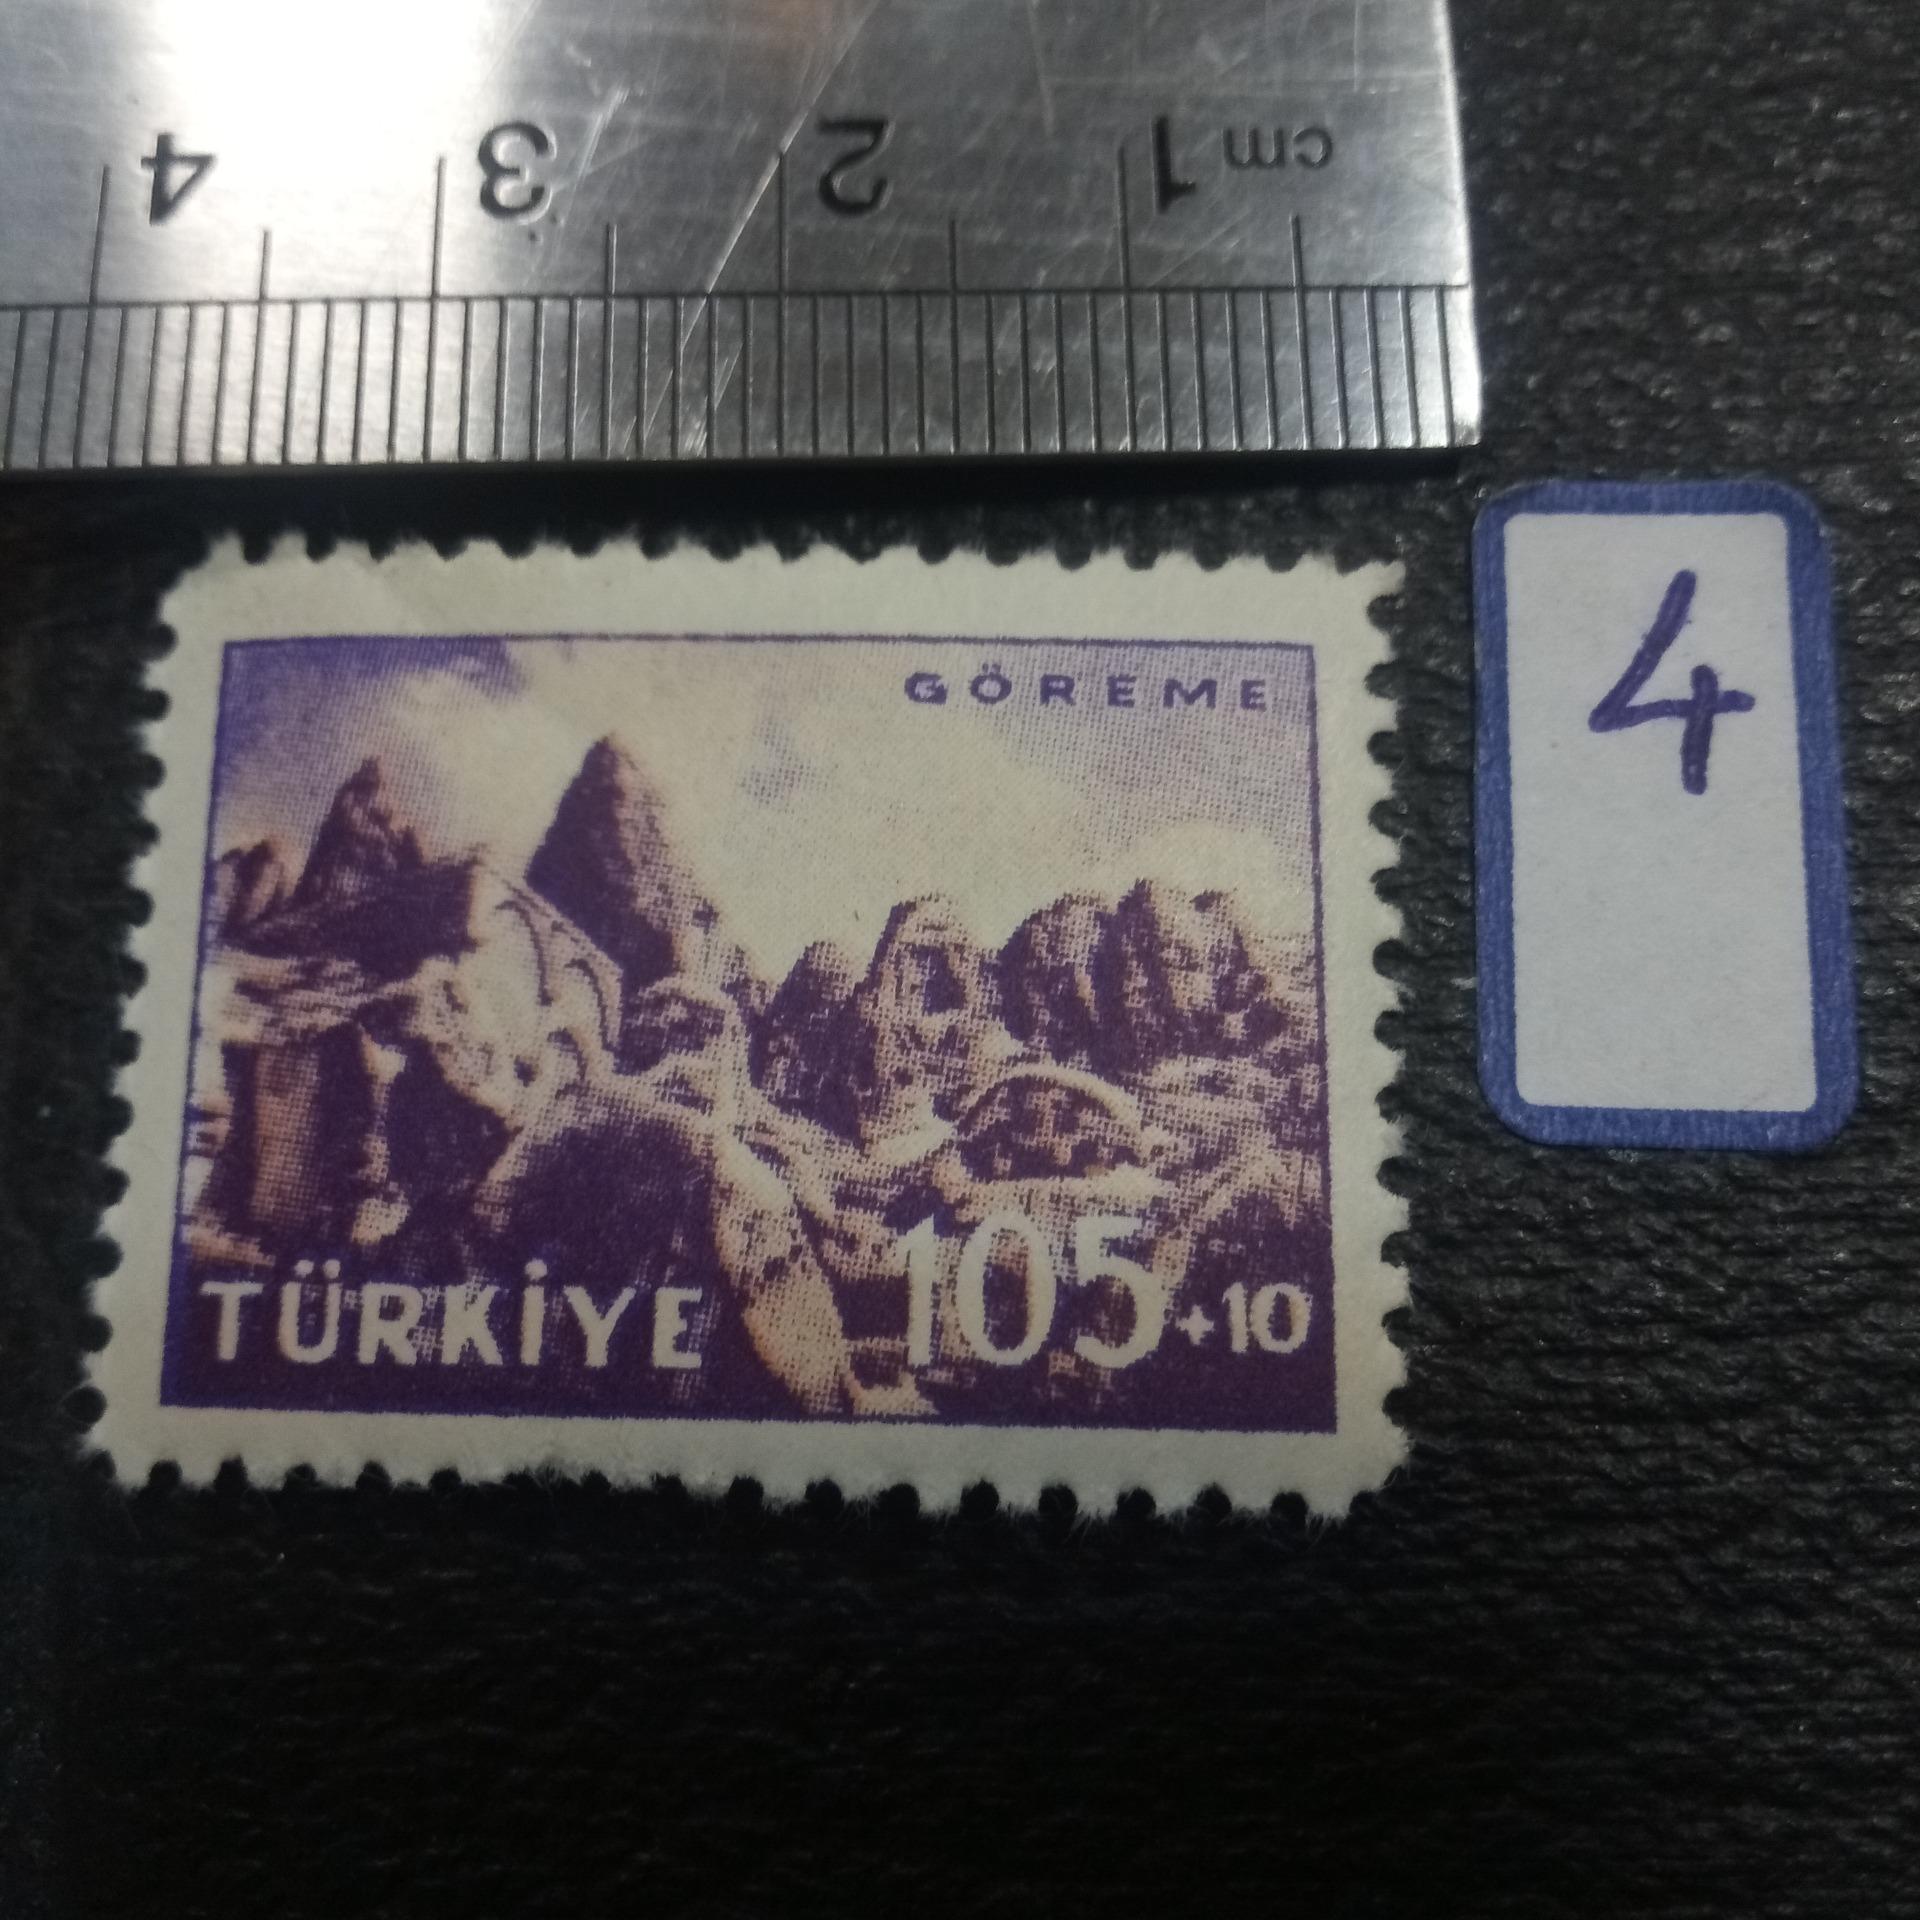 4 3 2 1 cm
GÖREME
4
105 +10
TÜRKİYE